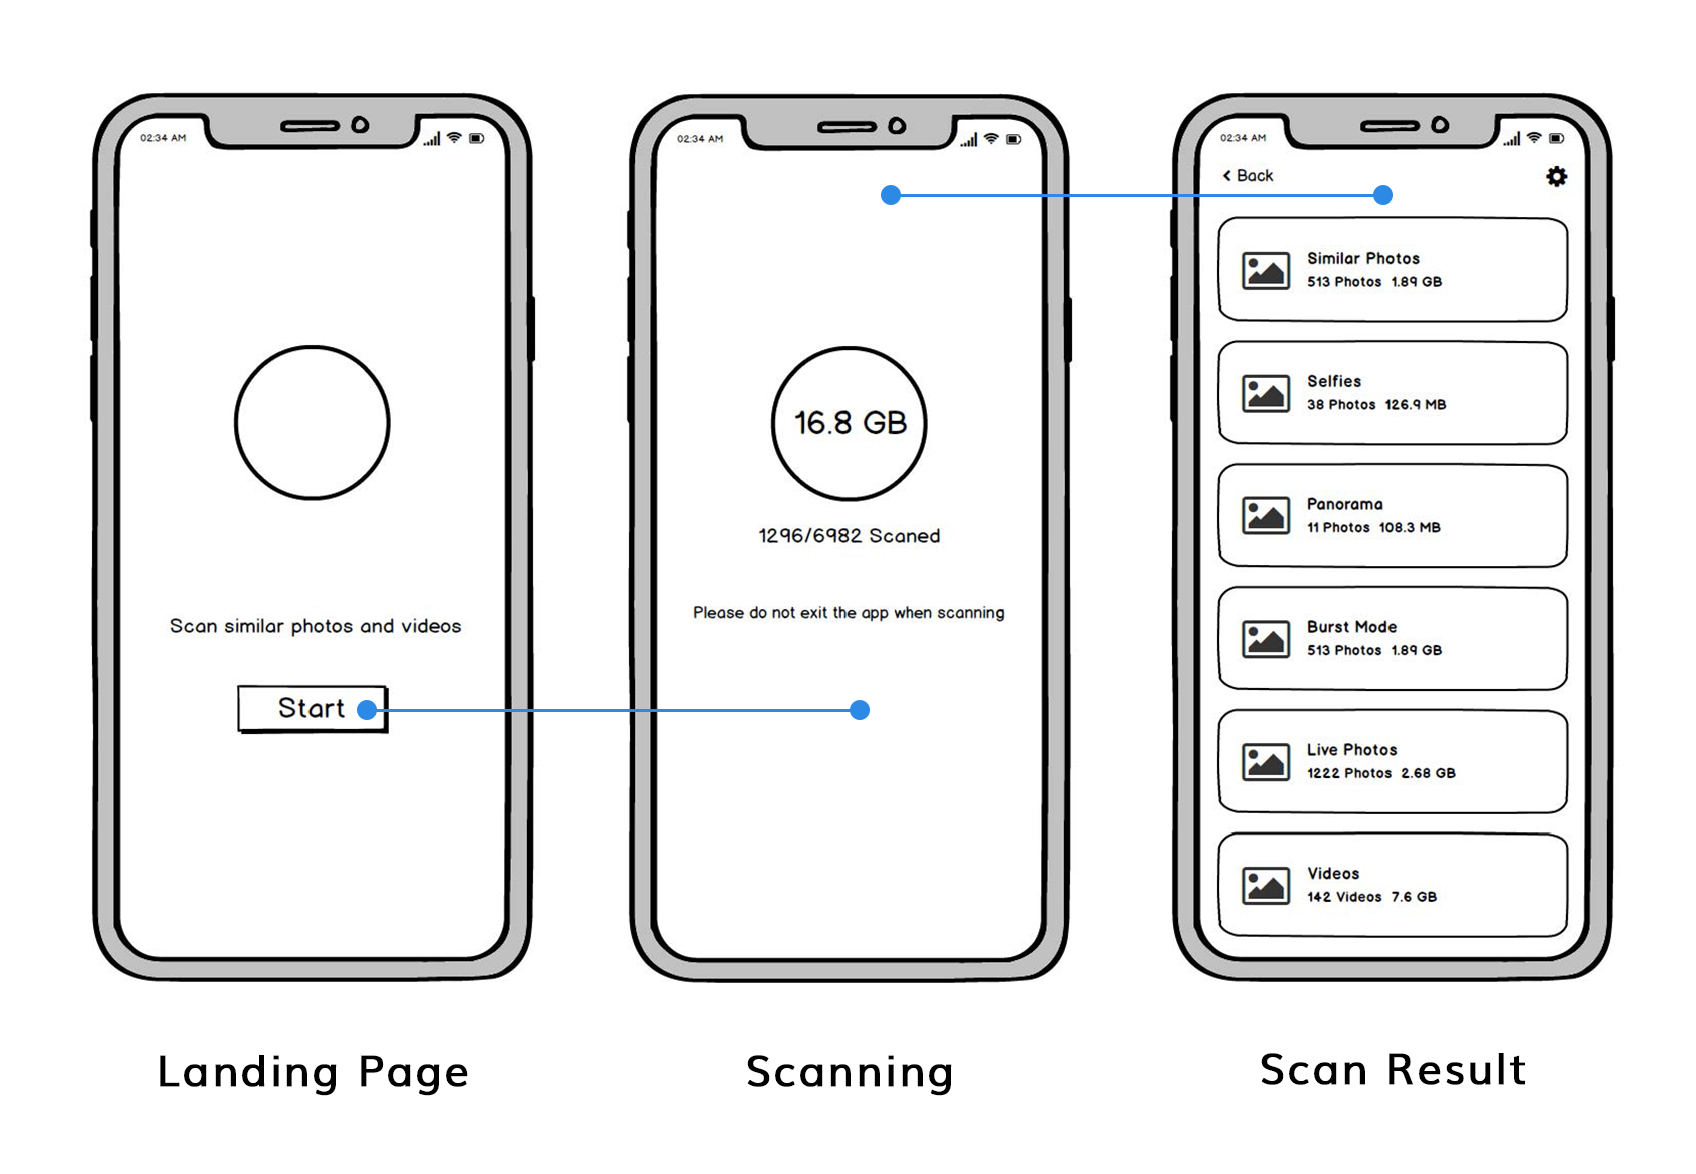 02:34 AM
Scan similar photos and videos
Start
Landing Page
02:34 AM
16.8 GB
1296/6982 Scaned
Please do not exit the app when scanning
Scanning
02:34 AM
Back
Similar Photos
513 Photos 1.89 GB
Selfies
38 Photos 126.9 MB
Panorama
11 Photos 108.3 MB
Burst Mode
513 Photos 1.89 GB
Live Photos
1222 Photos 2.68 GB
Videos
142 Videos 7.6 GB
Scan Result